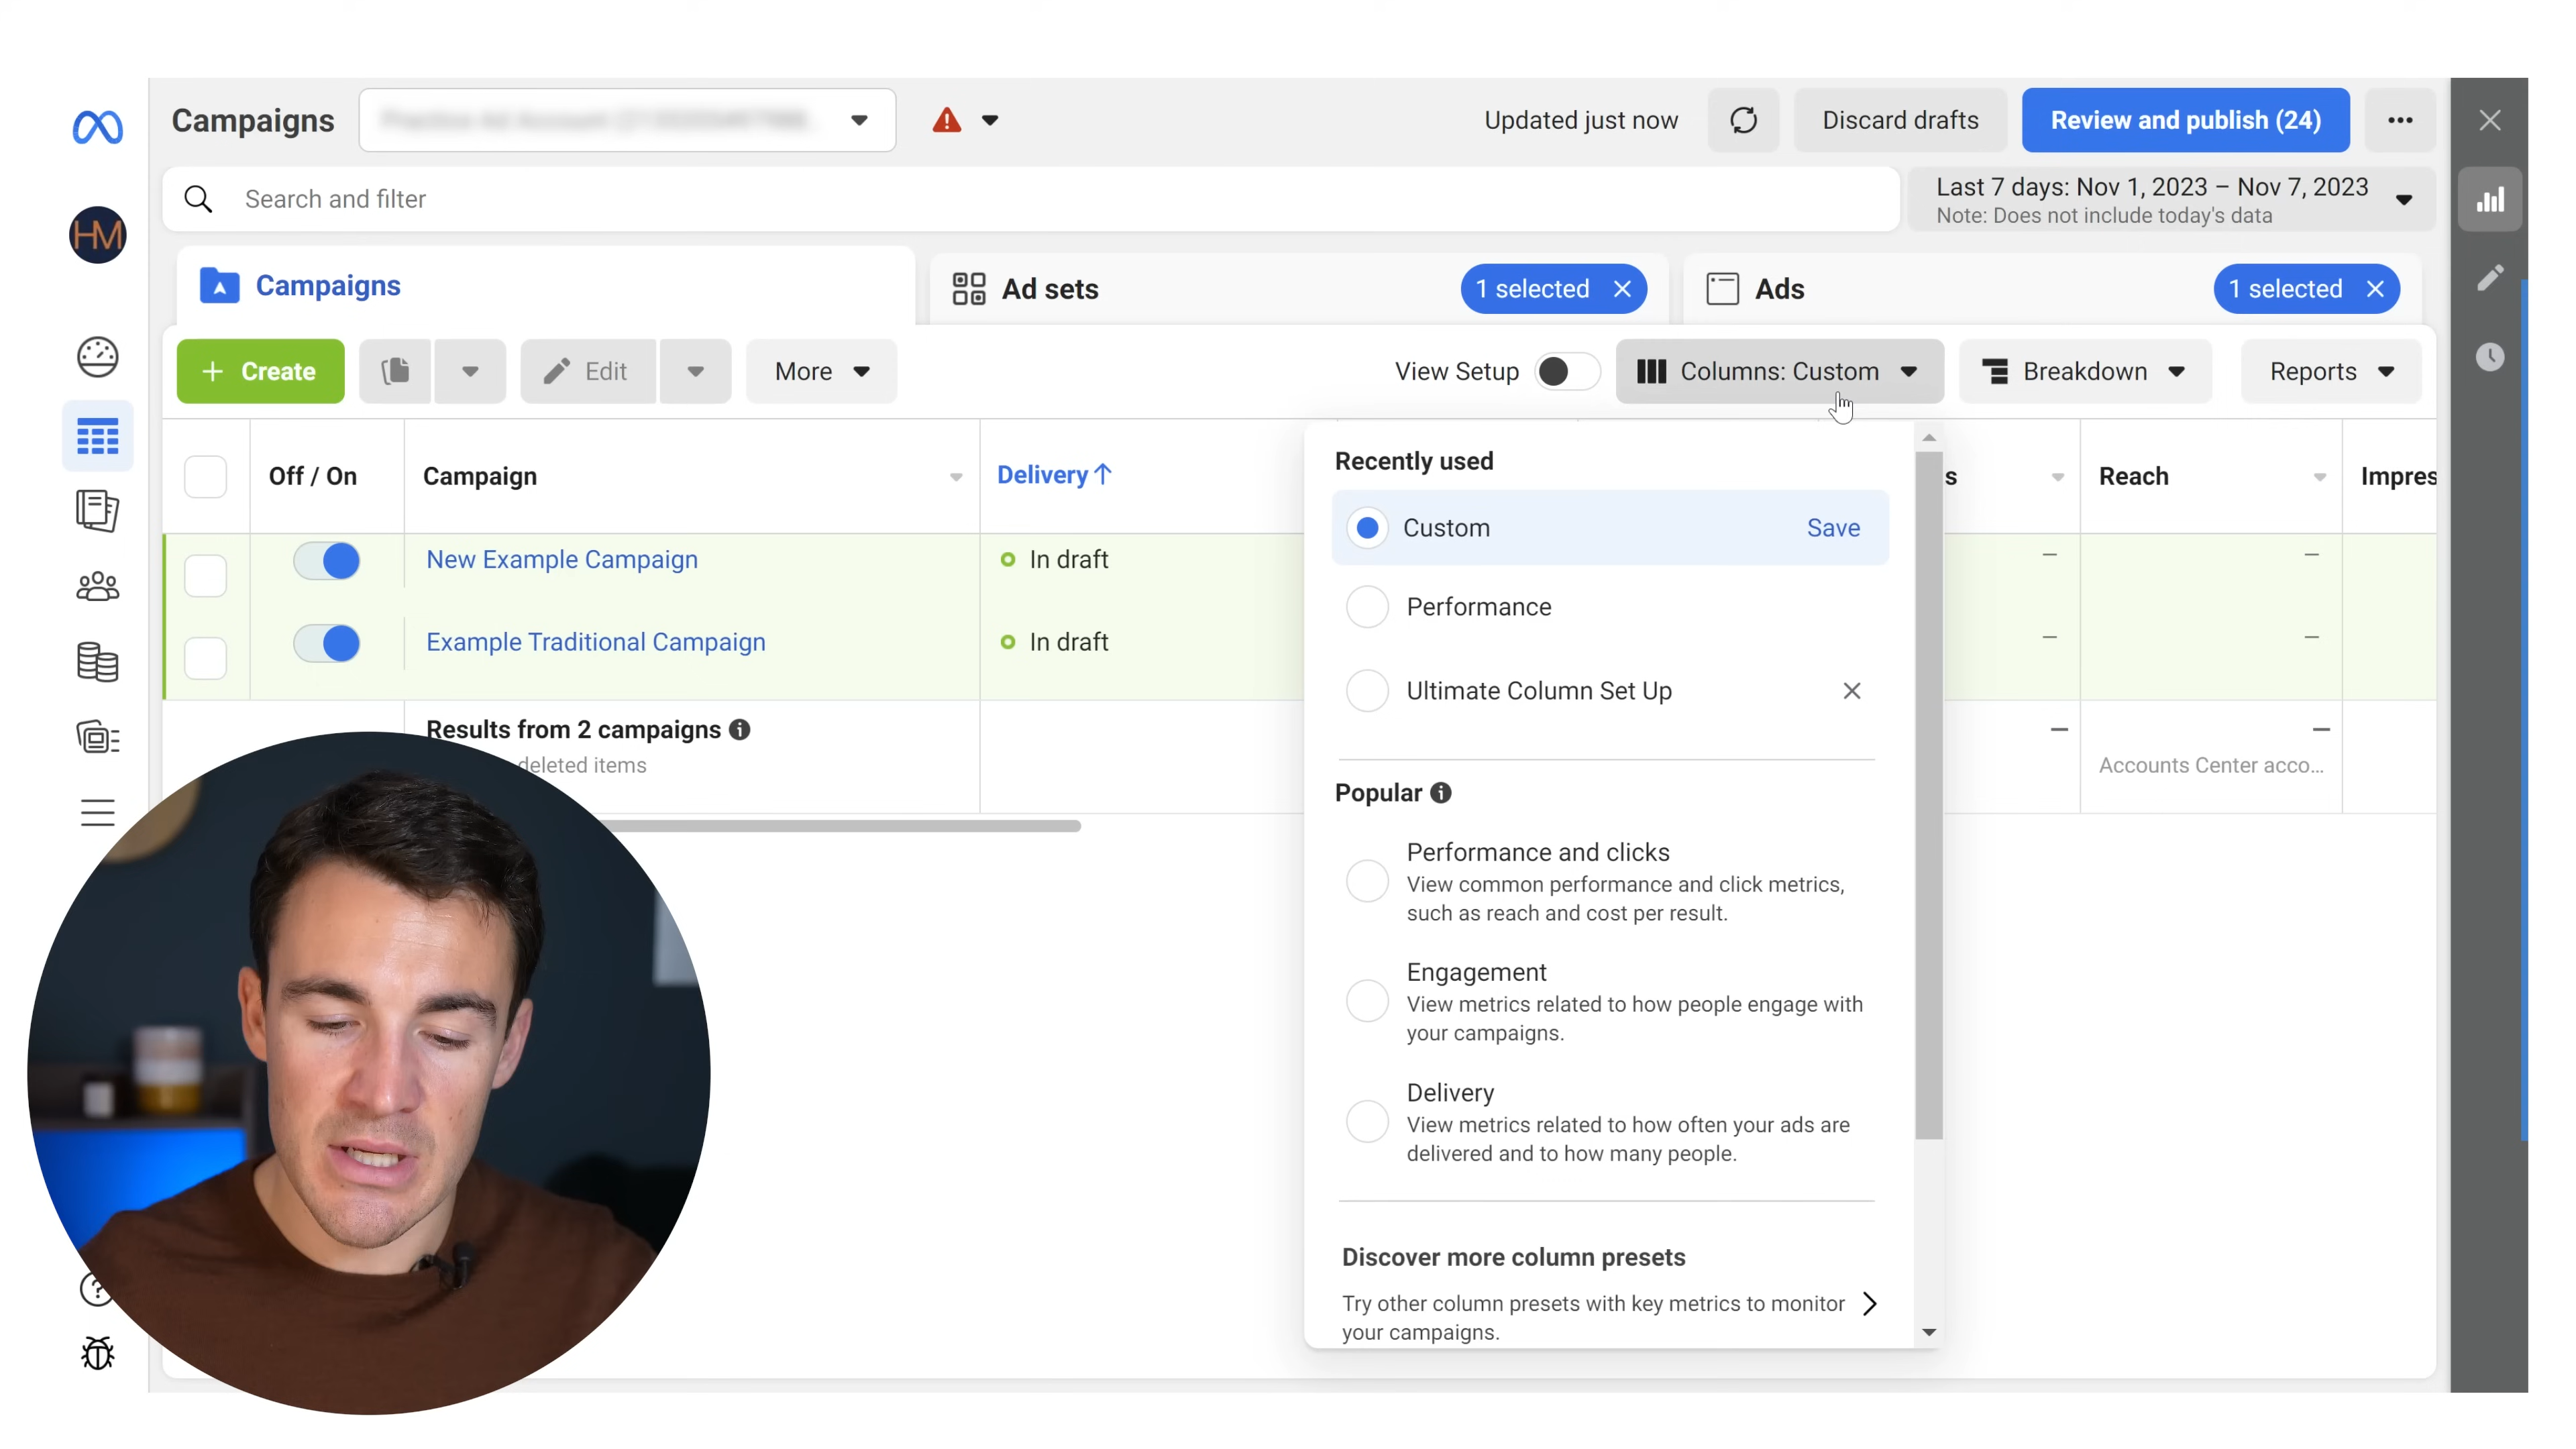 Campaigns
Updated just now
Discard drafts
Review and publish (24)
Search and filter
Last 7 days: Nov 1, 2023 – Nov 7, 2023
Note: Does not include today's data
HM
Campaigns
Ad sets
1 selected
Ads
1 selected
+ Create
Edit
More
View Setup
Columns: Custom
Breakdown
Reports
Off / On
Campaign
Delivery ↑
s
Reach
Impres
New Example Campaign
In draft
–
–
Example Traditional Campaign
In draft
–
–
Results from 2 campaigns
deleted items
–
–
Accounts Center acco...
Recently used
Custom
Save
Performance
Ultimate Column Set Up
Popular
Performance and clicks
View common performance and click metrics,
such as reach and cost per result.
Engagement
View metrics related to how people engage with
your campaigns.
Delivery
View metrics related to how often your ads are
delivered and to how many people.
Discover more column presets
Try other column presets with key metrics to monitor
your campaigns.